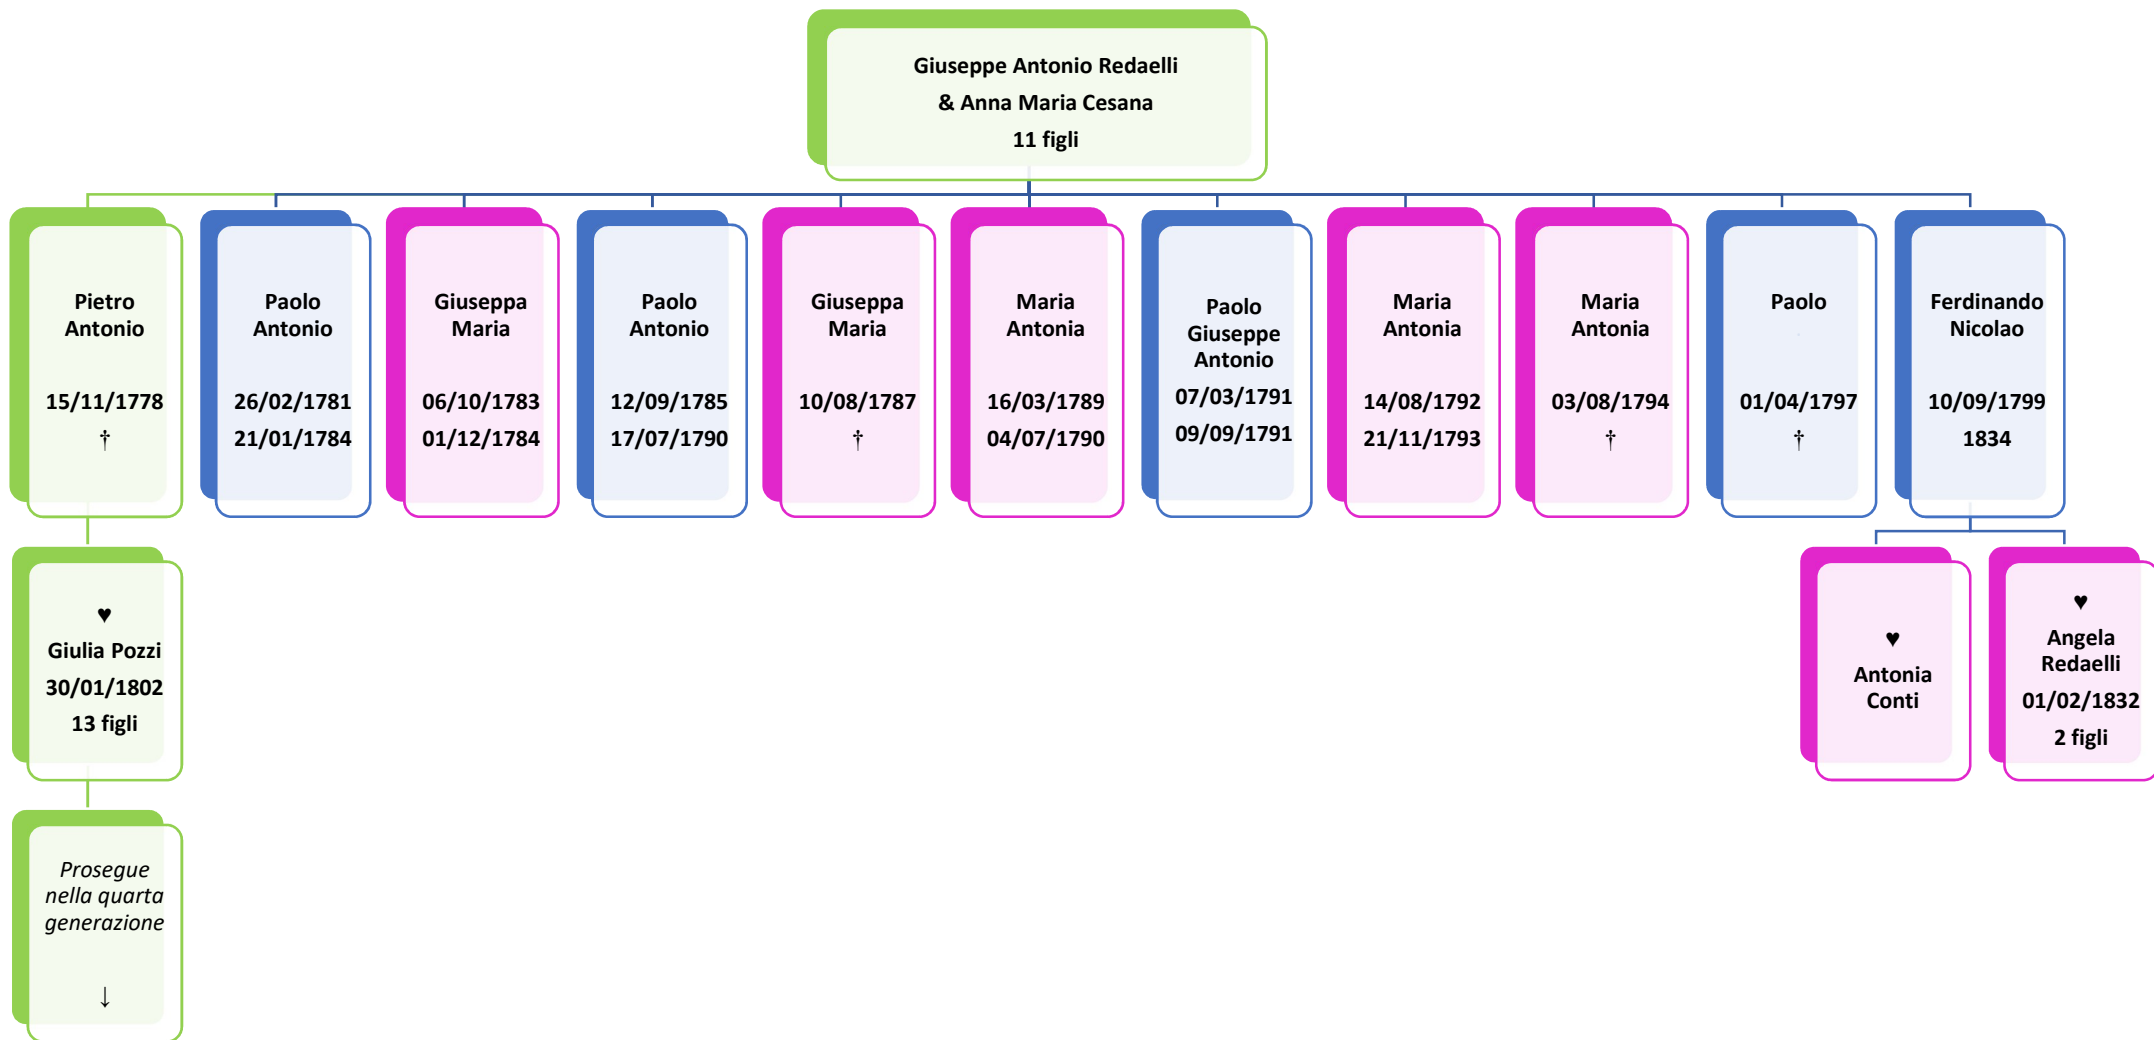 Giuseppe Antonio Redaelli
& Anna Maria Cesana
11 figli
Pietro
Antonio
15/11/1778
†
Paolo
Antonio
26/02/1781
21/01/1784
Giuseppa
Maria
06/10/1783
01/12/1784
Paolo
Antonio
12/09/1785
17/07/1790
Giuseppa
Maria
10/08/1787
†
Maria
Antonia
16/03/1789
04/07/1790
Paolo
Giuseppe
Antonio
07/03/1791
09/09/1791
Maria
Antonia
14/08/1792
21/11/1793
Maria
Antonia
03/08/1794
†
Paolo
01/04/1797
†
Ferdinando
Nicolao
10/09/1799
1834
♥
Giulia Pozzi
30/01/1802
13 figli
♥
Antonia
Conti
♥
Angela
Redaelli
01/02/1832
2 figli
Prosegue
nella quarta
generazione
↓